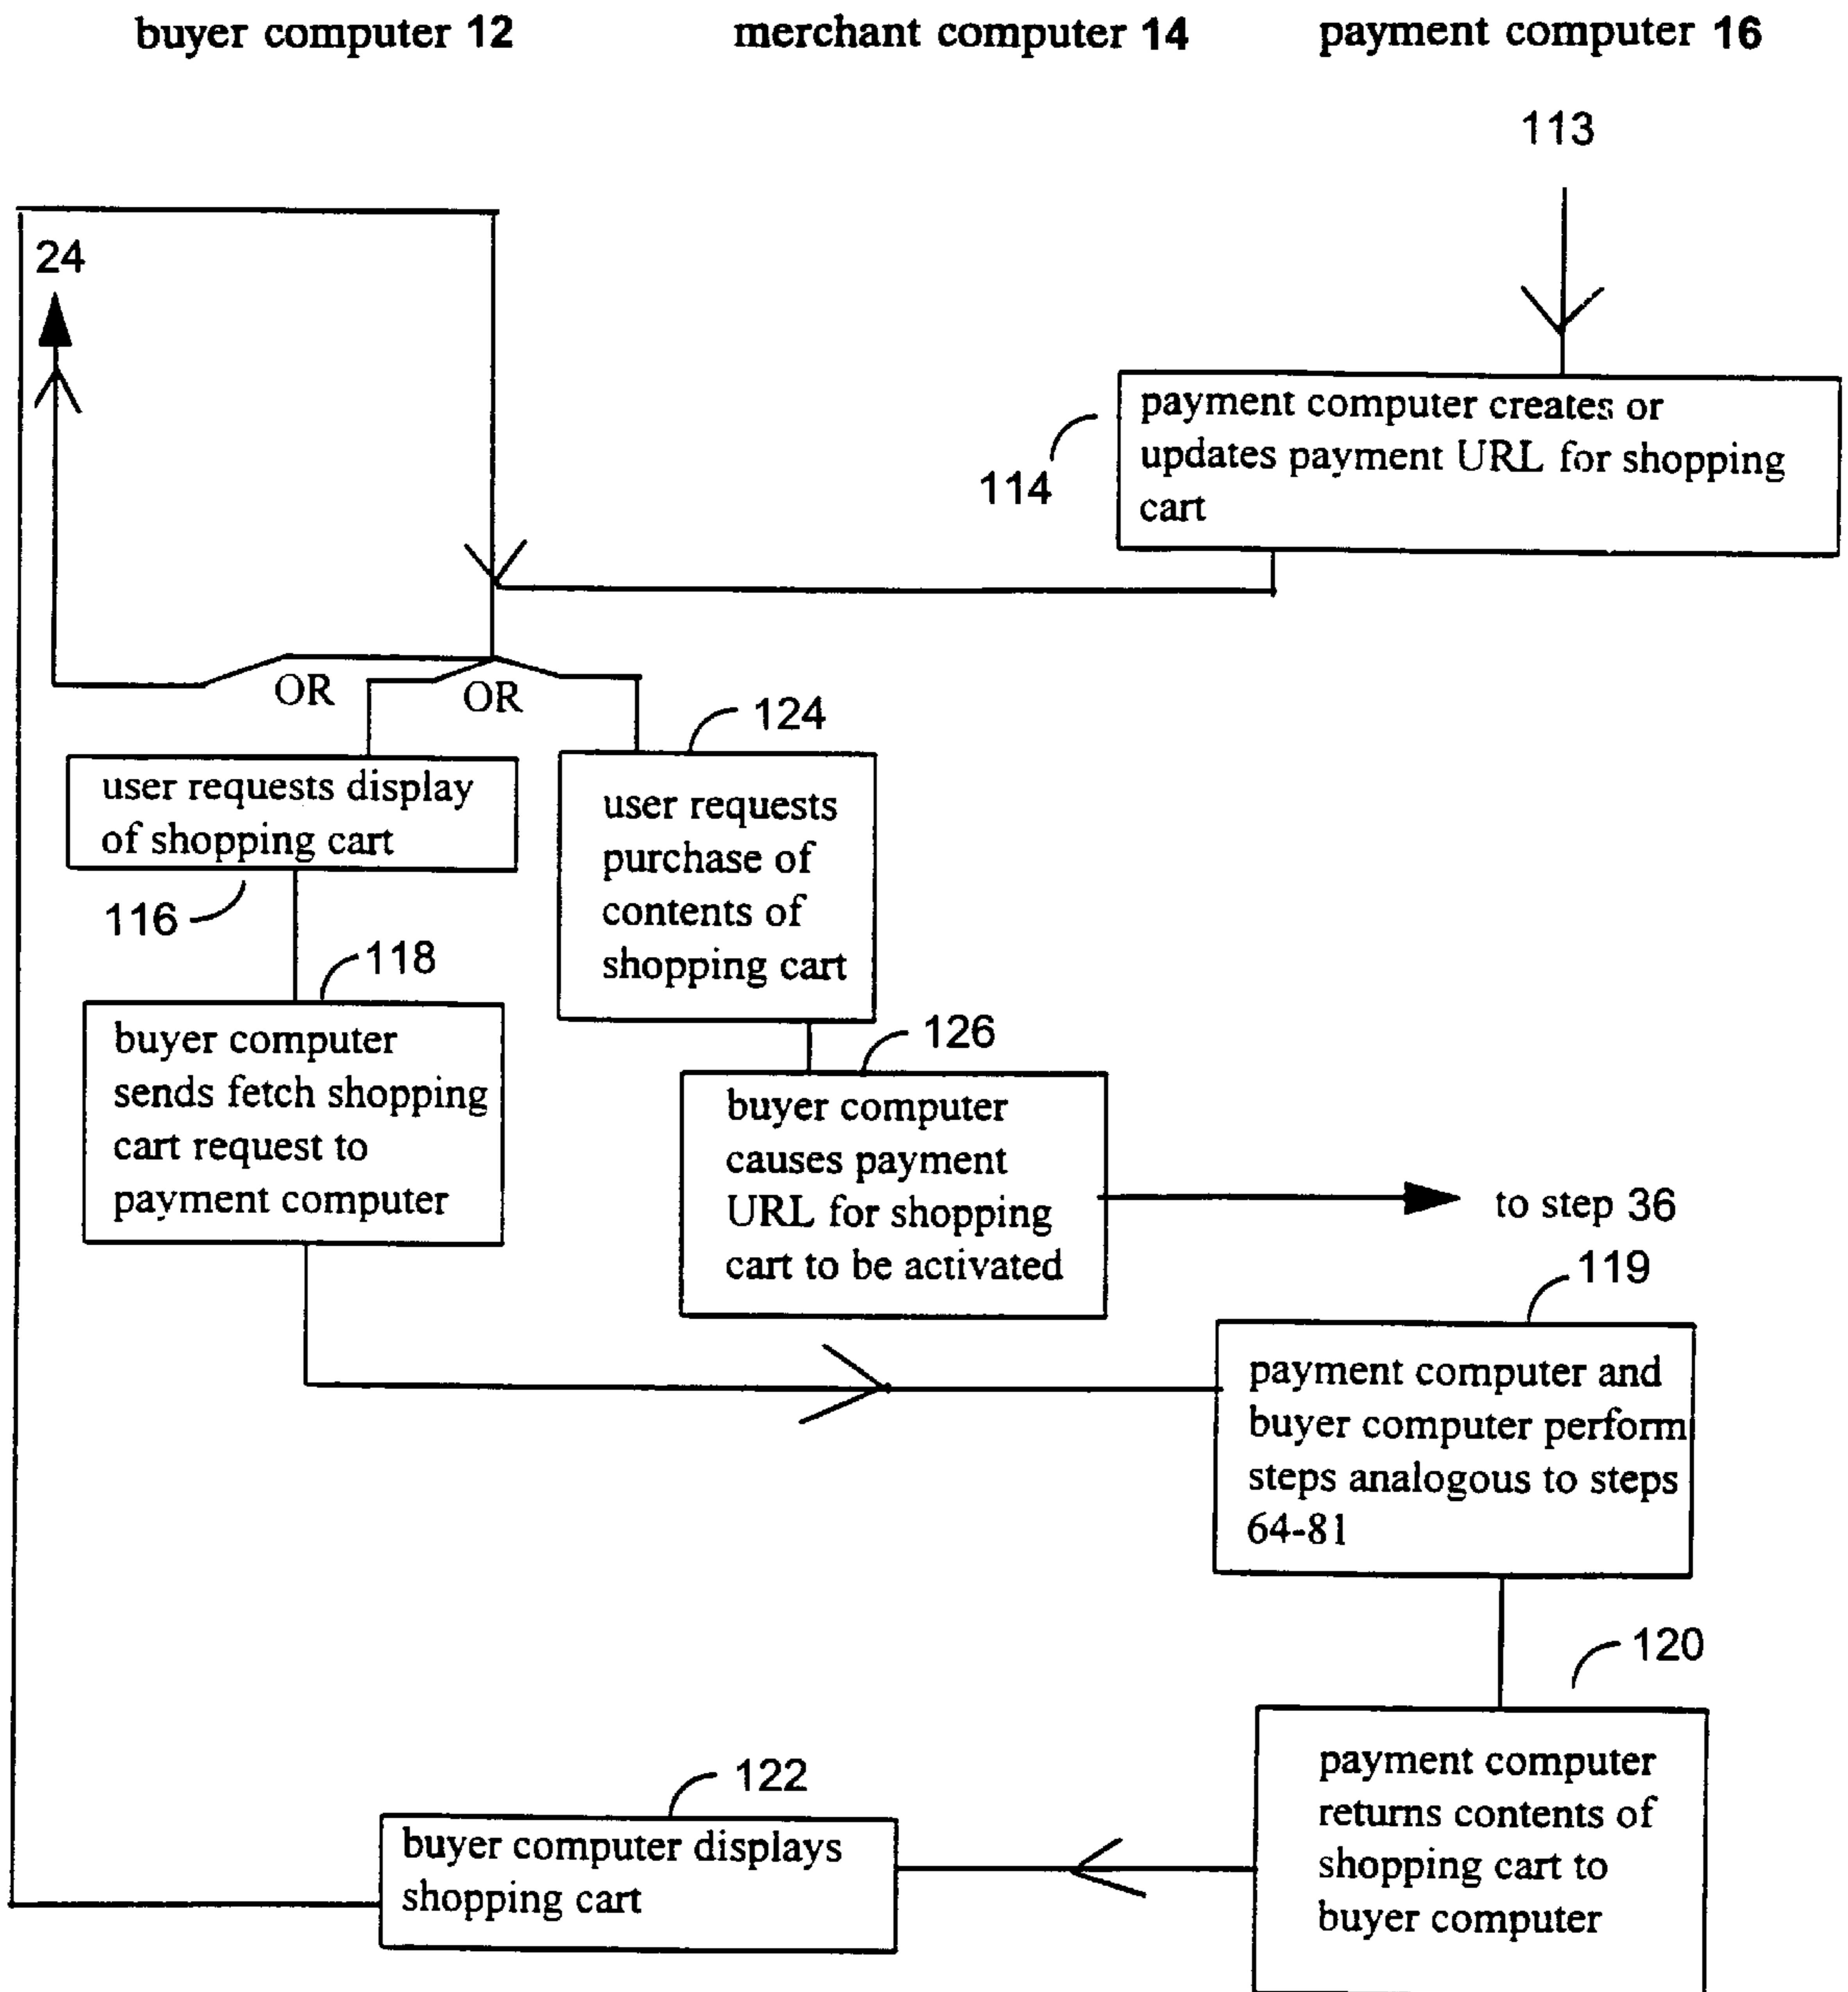 buyer computer 12
merchant computer 14
payment computer 16
113
24
payment computer creates or
updates payment URL for shopping
cart
114
OR
OR
124
user requests display
of shopping cart
116
user requests
purchase of
contents of
shopping cart
118
buyer computer
sends fetch shopping
cart request to
payment computer
126
buyer computer
causes payment
URL for shopping
cart to be activated
to step 36
119
payment computer and
buyer computer perform
steps analogous to steps
64-81
120
payment computer
returns contents of
shopping cart to
buyer computer
122
buyer computer displays
shopping cart